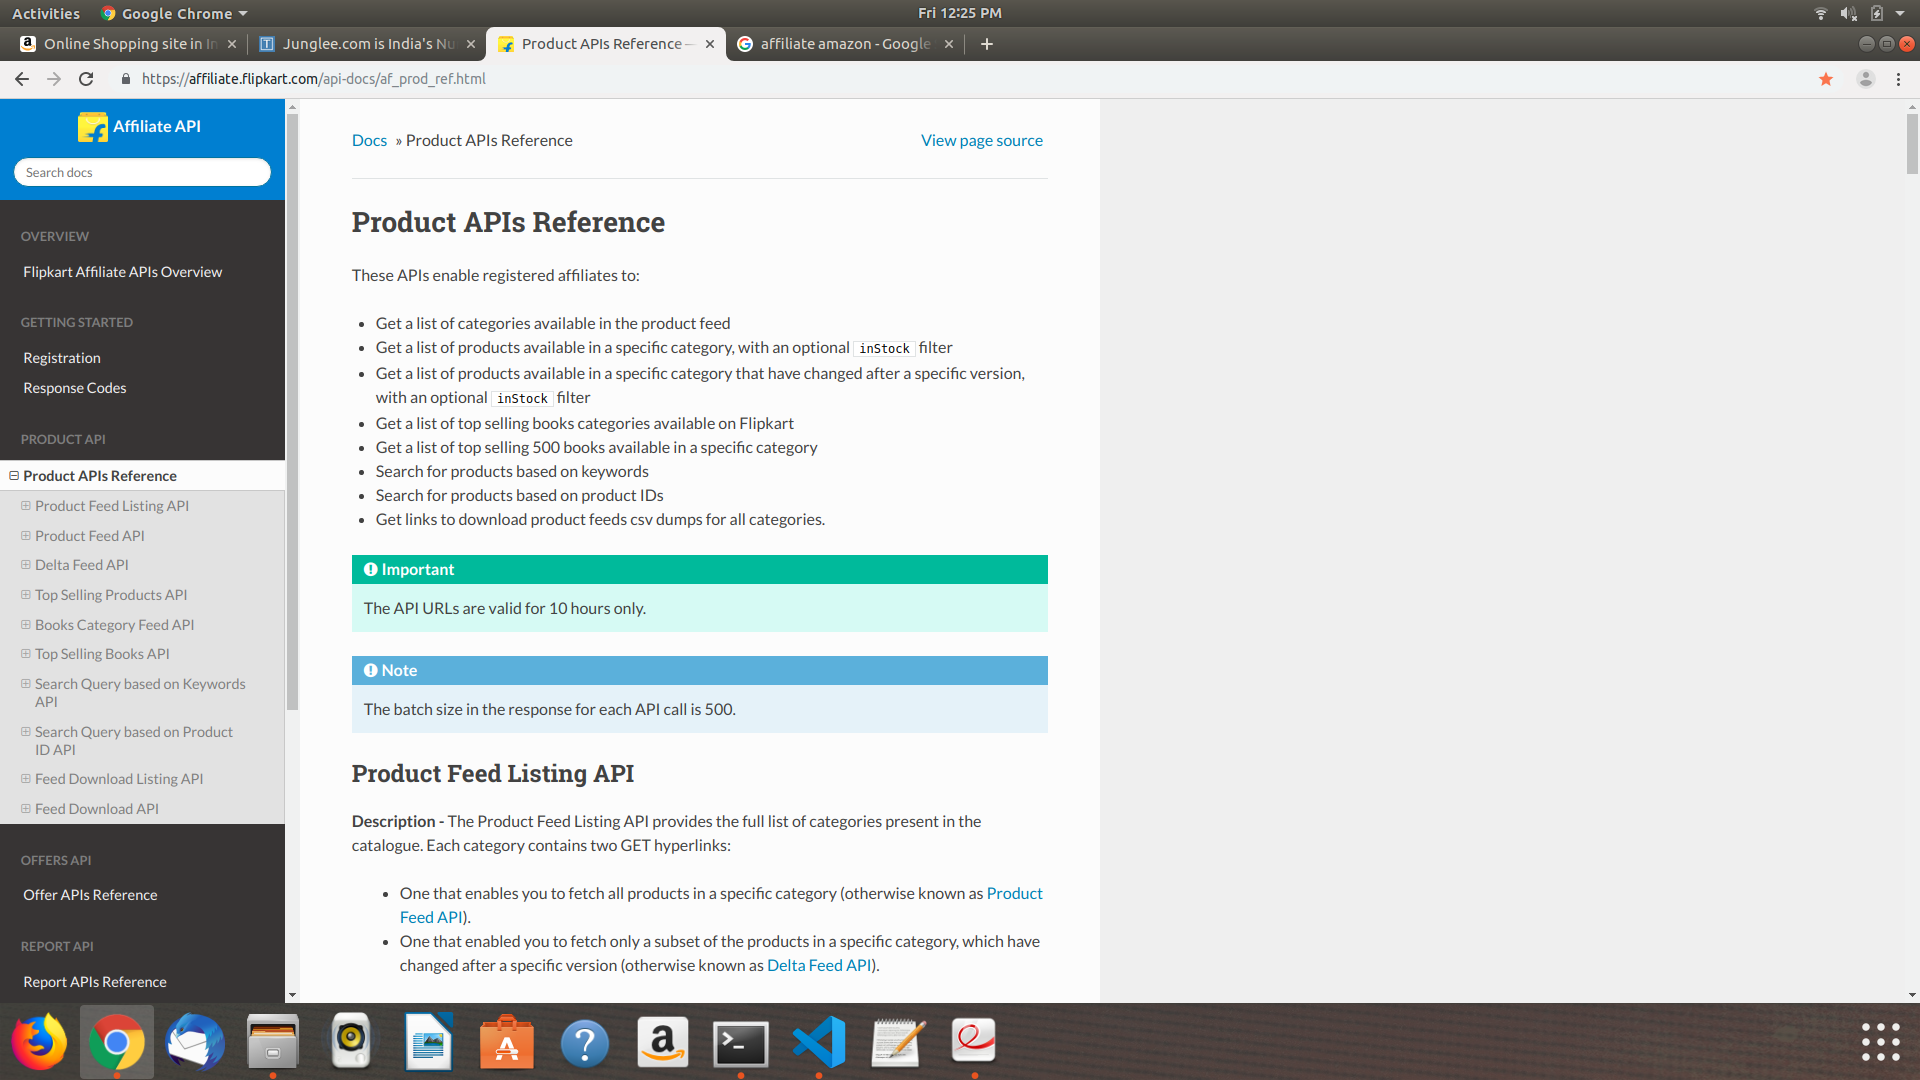 Activities
Google Chrome
Fri 12:25 PM
Online Shopping site in In
Junglee.com is India's Nu
Product APIs Reference —
affiliate amazon - Google
https://affiliate.flipkart.com/api-docs/af_prod_ref.html
Affiliate API
Search docs
OVERVIEW
Flipkart Affiliate APIs Overview
GETTING STARTED
Registration
Response Codes
PRODUCT API
Product APIs Reference
Product Feed Listing API
Product Feed API
Delta Feed API
Top Selling Products API
Books Category Feed API
Top Selling Books API
Search Query based on Keywords
API
Search Query based on Product
ID API
Feed Download Listing API
Feed Download API
OFFERS API
Offer APIs Reference
REPORT API
Report APIs Reference
Docs » Product APIs Reference
View page source
Product APIs Reference
These APIs enable registered affiliates to:
• Get a list of categories available in the product feed
• Get a list of products available in a specific category, with an optional inStock filter
• Get a list of products available in a specific category that have changed after a specific version,
with an optional inStock filter
• Get a list of top selling books categories available on Flipkart
• Get a list of top selling 500 books available in a specific category
• Search for products based on keywords
• Search for products based on product IDs
• Get links to download product feeds csv dumps for all categories.
Important
The API URLs are valid for 10 hours only.
Note
The batch size in the response for each API call is 500.
Product Feed Listing API
Description - The Product Feed Listing API provides the full list of categories present in the
catalogue. Each category contains two GET hyperlinks:
• One that enables you to fetch all products in a specific category (otherwise known as Product
Feed API).
• One that enabled you to fetch only a subset of the products in a specific category, which have
changed after a specific version (otherwise known as Delta Feed API).